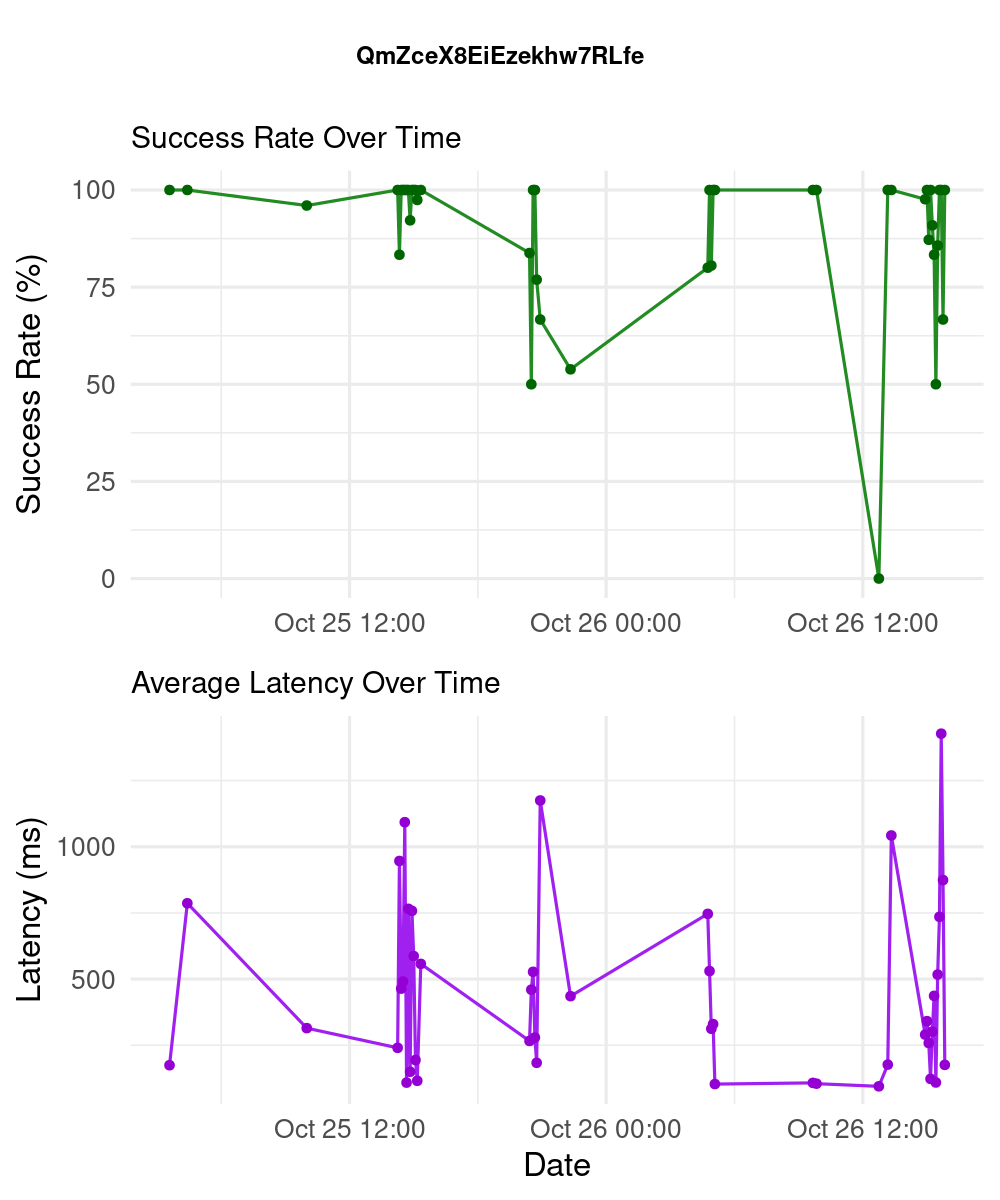 QmZceX8EiEzekhw7RLfe
Success Rate Over Time
Success Rate (%)
100
75
50
25
0
Oct 25 12:00
Oct 26 00:00
Oct 26 12:00
Average Latency Over Time
Latency (ms)
1000
500
Oct 25 12:00
Oct 26 00:00
Oct 26 12:00
Date